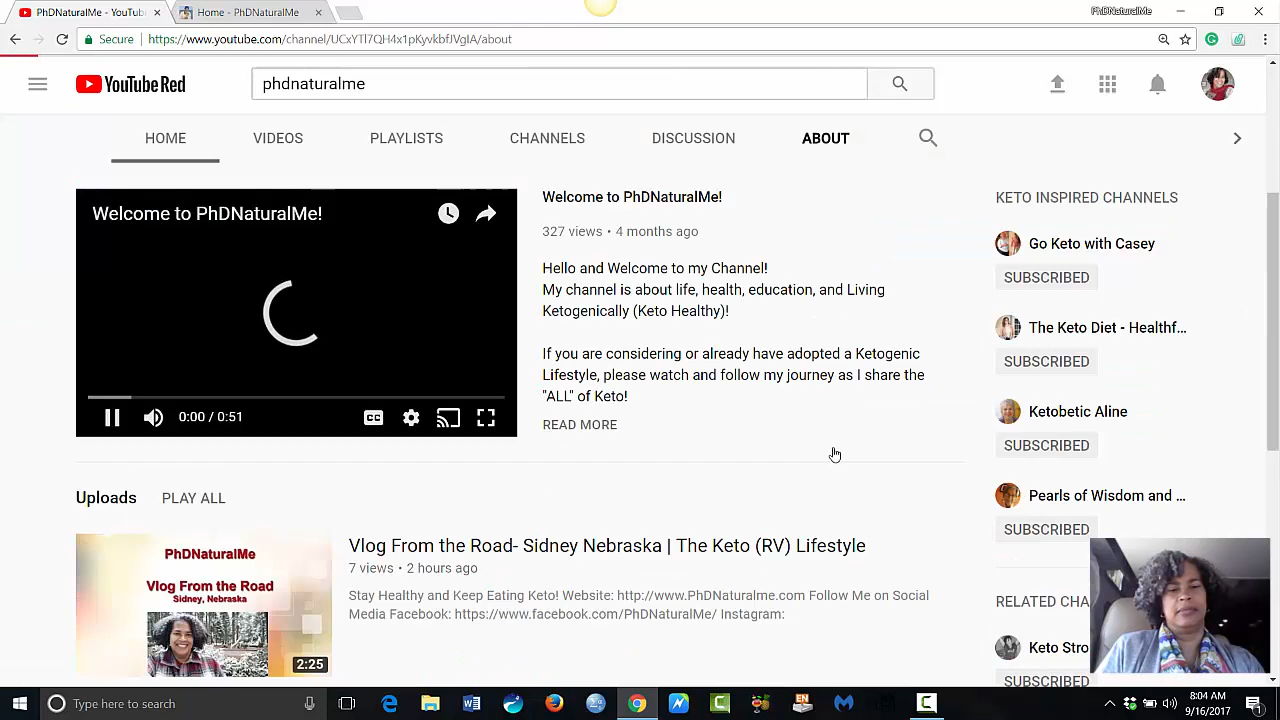 PhDNaturalMe - YouTub
Home - PhDNaturalMe
PhDNaturalMe
Secure
https://www.youtube.com/channel/UCxYTl7QH4x1pKyvkbfJVgIA/about
YouTube Red
phdnaturalme
HOME
VIDEOS
PLAYLISTS
CHANNELS
DISCUSSION
ABOUT
Welcome to PhDNaturalMe!
0:00 / 0:51
CC
Welcome to PhDNaturalMe!
327 views • 4 months ago
Hello and Welcome to my Channel!
My channel is about life, health, education, and Living
Ketogenically (Keto Healthy)!
If you are considering or already have adopted a Ketogenic
Lifestyle, please watch and follow my journey as I share the
"ALL" of Keto!
READ MORE
KETO INSPIRED CHANNELS
Go Keto with Casey
SUBSCRIBED
The Keto Diet - Healthf...
SUBSCRIBED
Ketobetic Aline
SUBSCRIBED
Pearls of Wisdom and ...
SUBSCRIBED
RELATED CHA
Keto Stro
SUBSCRIBED
Uploads
PLAY ALL
PhDNaturalMe
Vlog From the Road
Sidney, Nebraska
2:25
Vlog From the Road- Sidney Nebraska | The Keto (RV) Lifestyle
7 views • 2 hours ago
Stay Healthy and Keep Eating Keto! Website: http://www.PhDNaturalme.com Follow Me on Social
Media Facebook: https://www.facebook.com/PhDNaturalMe/ Instagram:
Type here to search
8:04 AM
9/16/2017